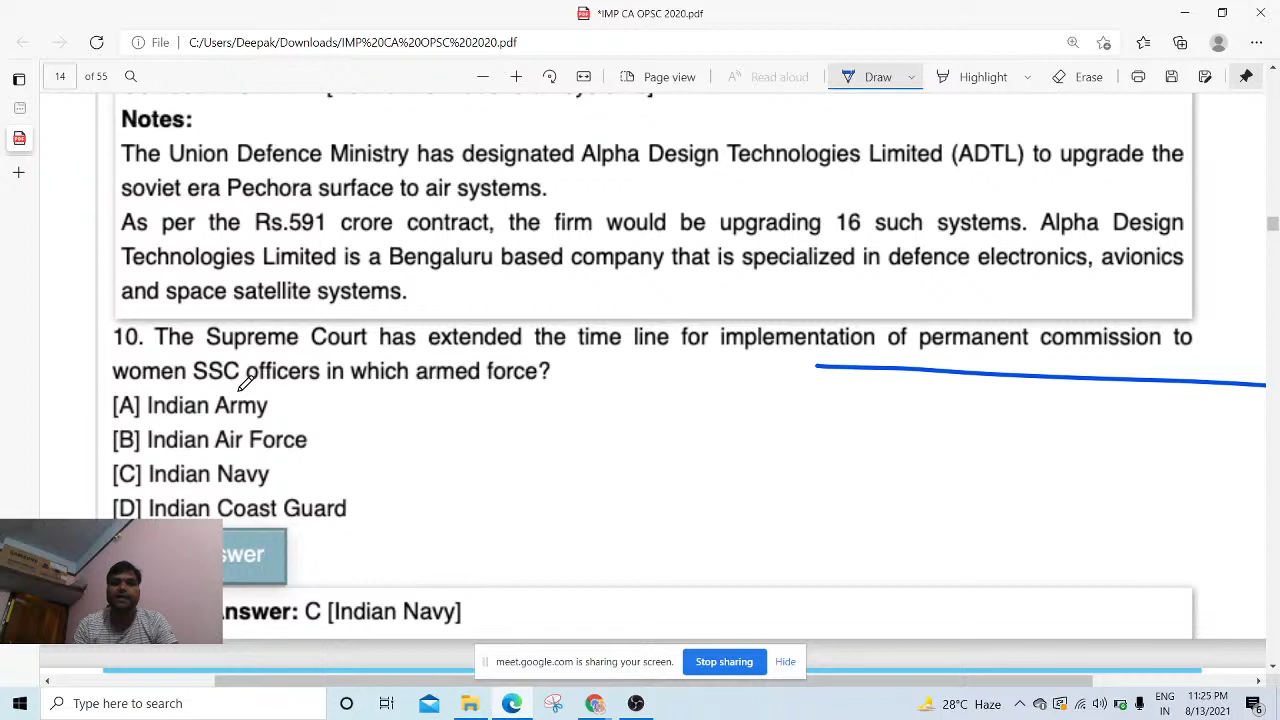 *IMP CA OPSC 2020.pdf
File C:/Users/Deepak/Downloads/IMP%20CA%20OPSC%202020.pdf
14 of 55 Page view Read aloud Draw Highlight Erase
Notes:
The Union Defence Ministry has designated Alpha Design Technologies Limited (ADTL) to upgrade the
soviet era Pechora surface to air systems.
As per the Rs.591 crore contract, the firm would be upgrading 16 such systems. Alpha Design
Technologies Limited is a Bengaluru based company that is specialized in defence electronics, avionics
and space satellite systems.
10. The Supreme Court has extended the time line for implementation of permanent commission to
women SSC officers in which armed force?
[A] Indian Army
[B] Indian Air Force
[C] Indian Navy
[D] Indian Coast Guard
swer
nswer: C [Indian Navy]
SAMSUNG
meet.google.com is sharing your screen. Stop sharing Hide
Type here to search
28°C Haze
ENG
IN
11:25 PM
8/13/2021
6